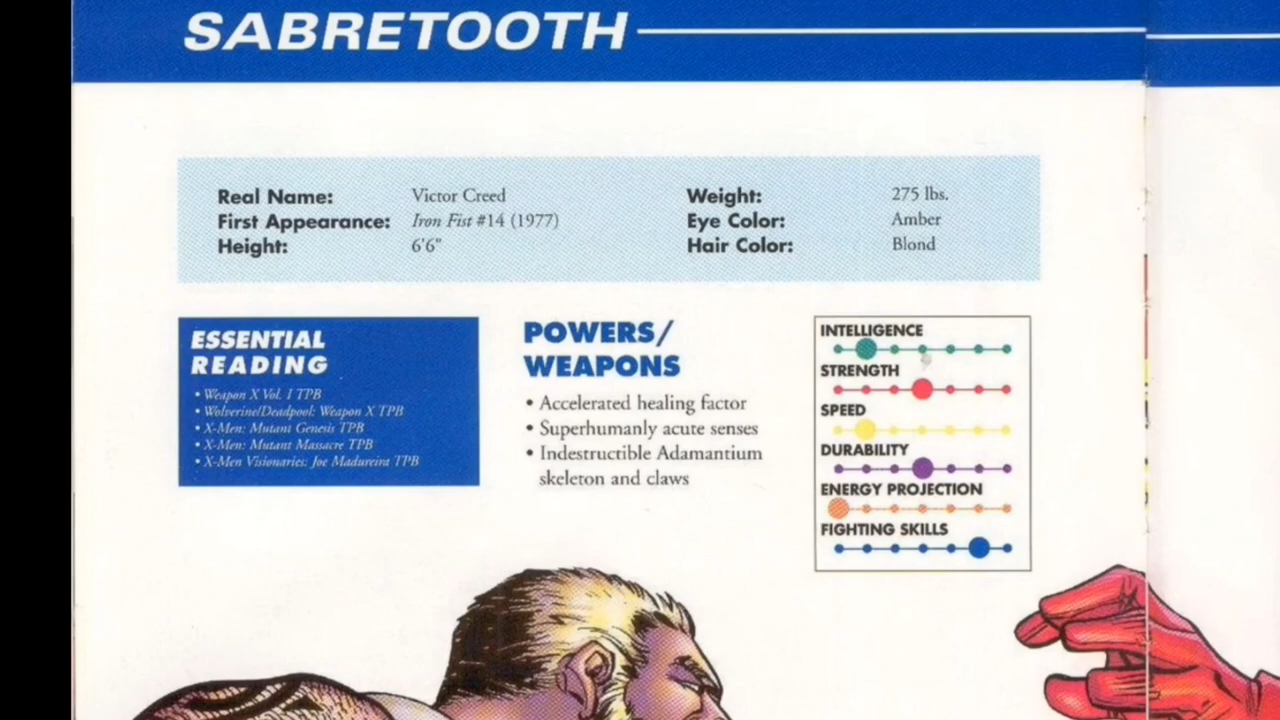 SABRETOOTH
Real Name: Victor Creed
First Appearance: Iron Fist #14 (1977)
Height: 6'6"
Weight: 275 lbs.
Eye Color: Amber
Hair Color: Blond
ESSENTIAL
READING
• Weapon X Vol. 1 TPB
• Wolverine/Deadpool: Weapon X TPB
• X-Men: Mutant Genesis TPB
• X-Men: Mutant Massacre TPB
• X-Men Visionaries: Joe Madureira TPB
POWERS/
WEAPONS
• Accelerated healing factor
• Superhumanly acute senses
• Indestructible Adamantium
skeleton and claws
INTELLIGENCE
STRENGTH
SPEED
DURABILITY
ENERGY PROJECTION
FIGHTING SKILLS